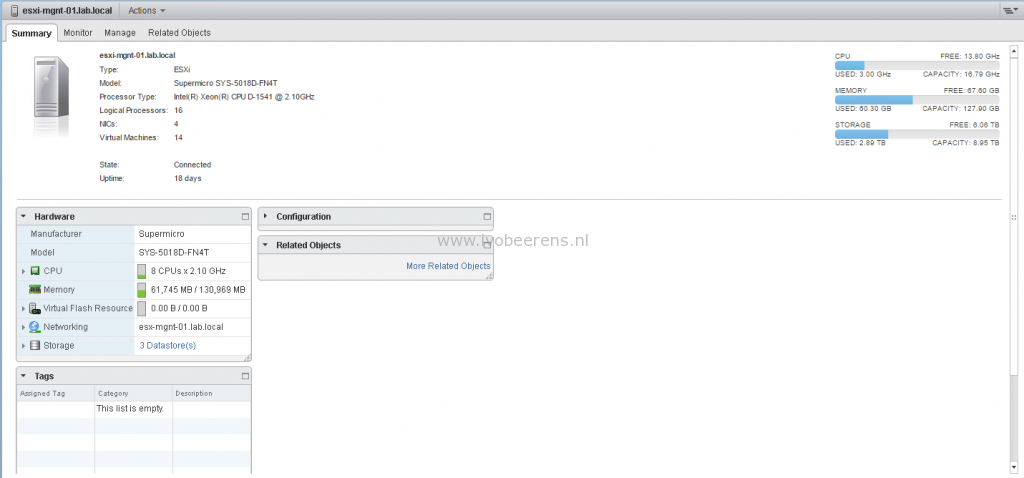 esxi-mgnt-01.lab.local Actions
Summary Monitor Manage Related Objects
esxi-mgnt-01.lab.local
Type: ESXi
Model: Supermicro SYS-5018D-FN4T
Processor Type: Intel(R) Xeon(R) CPU D-1541 @ 2.10GHz
Logical Processors: 16
NICs: 4
Virtual Machines: 14
State: Connected
Uptime: 18 days
CPU FREE: 13.80 GHz
USED: 3.00 GHz CAPACITY: 16.79 GHz
MEMORY FREE: 67.60 GB
USED: 60.30 GB CAPACITY: 127.90 GB
STORAGE FREE: 6.06 TB
USED: 2.89 TB CAPACITY: 8.95 TB
Hardware
Manufacturer Supermicro
Model SYS-5018D-FN4T
CPU 8 CPUs x 2.10 GHz
Memory 61,745 MB / 130,969 MB
Virtual Flash Resource 0.00 B / 0.00 B
Networking esx-mgnt-01.lab.local
Storage 3 Datastore(s)
Tags
Assigned Tag Category Description
This list is empty.
Configuration
Related Objects
More Related Objects
www.ivobeerens.nl